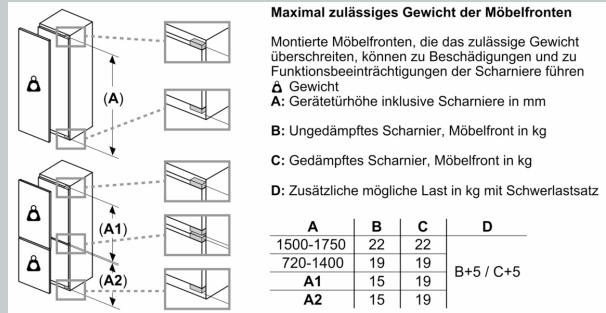 Maximal zulässiges Gewicht der Möbelfronten
Montierte Möbelfronten, die das zulässige Gewicht
überschreiten, können zu Beschädigungen und zu
Funktionsbeeinträchtigungen der Scharniere führen
Gewicht
A: Gerätetürhöhe inklusive Scharniere in mm
B: Ungedämpftes Scharnier, Möbelfront in kg
C: Gedämpftes Scharnier, Möbelfront in kg
D: Zusätzliche mögliche Last in kg mit Schwerlastsatz
A B C D
1500-1750 22 22
720-1400 19 19
A1 15 19
A2 15 19
B+5 / C+5
(A)
(A1)
(A2)